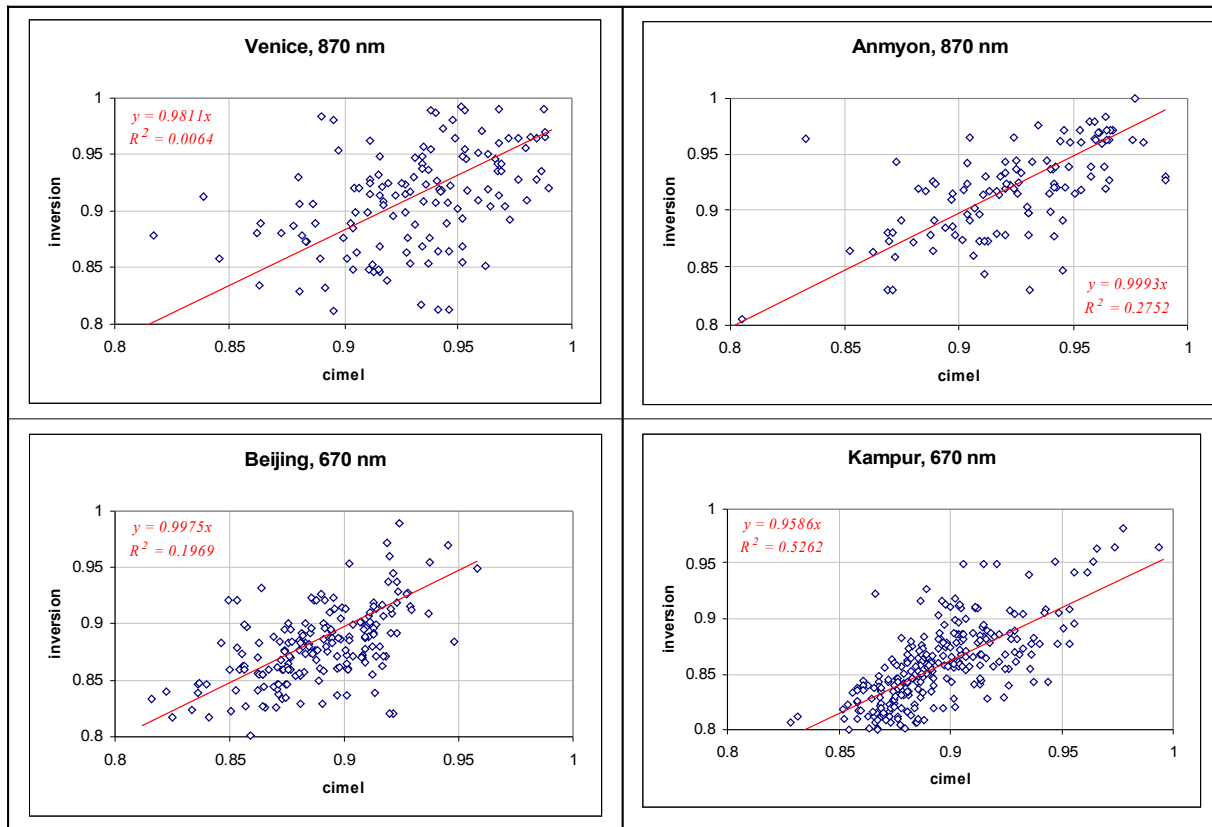 Venice, 870 nm
y = 0.9811x
R² = 0.0064
1
0.95
0.9
0.85
0.8
inversion
0.8 0.85 0.9 0.95 1
cimel
Anmyon, 870 nm
1
0.95
0.9
0.85
0.8
inversion
y = 0.9993x
R² = 0.2752
0.8 0.85 0.9 0.95 1
cimel
Beijing, 670 nm
y = 0.9975x
R² = 0.1969
1
0.95
0.9
0.85
0.8
inversion
0.8 0.85 0.9 0.95 1
cimel
Kampur, 670 nm
y = 0.9586x
R² = 0.5262
1
0.95
0.9
0.85
0.8
inversion
0.8 0.85 0.9 0.95 1
cimel